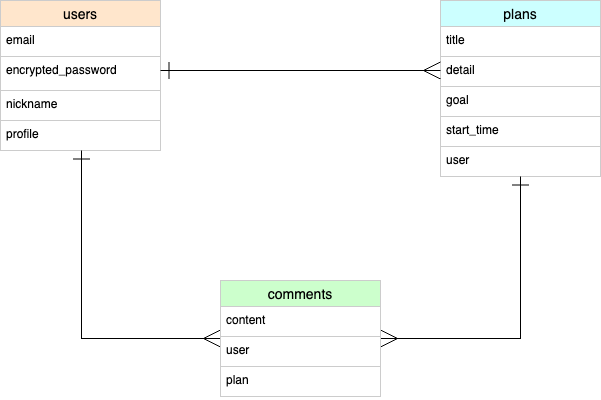 users
email
encrypted_password
nickname
profile
plans
title
detail
goal
start_time
user
comments
content
user
plan